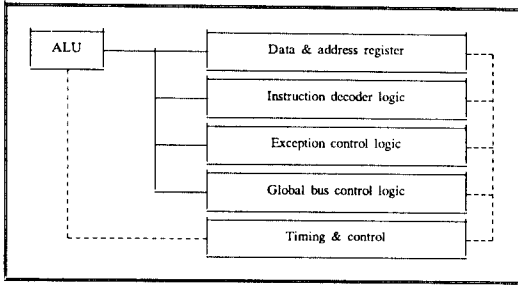 ALU
Data & address register
Instruction decoder logic
Exception control logic
Global bus control logic
Timing & control